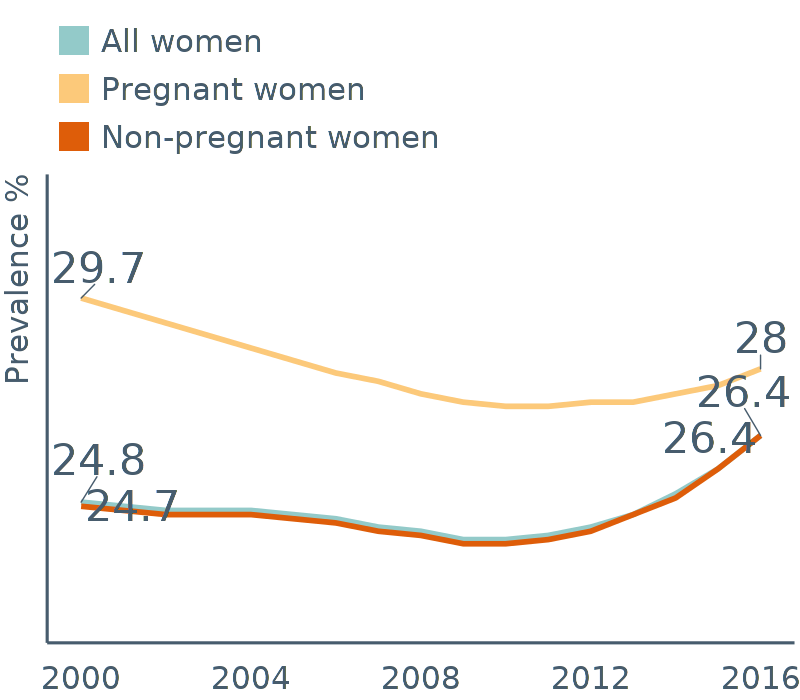 All women
Pregnant women
Non-pregnant women
Prevalence %
29.7
28
26.4
26.4
24.8
24.7
2000 2004 2008 2012 2016